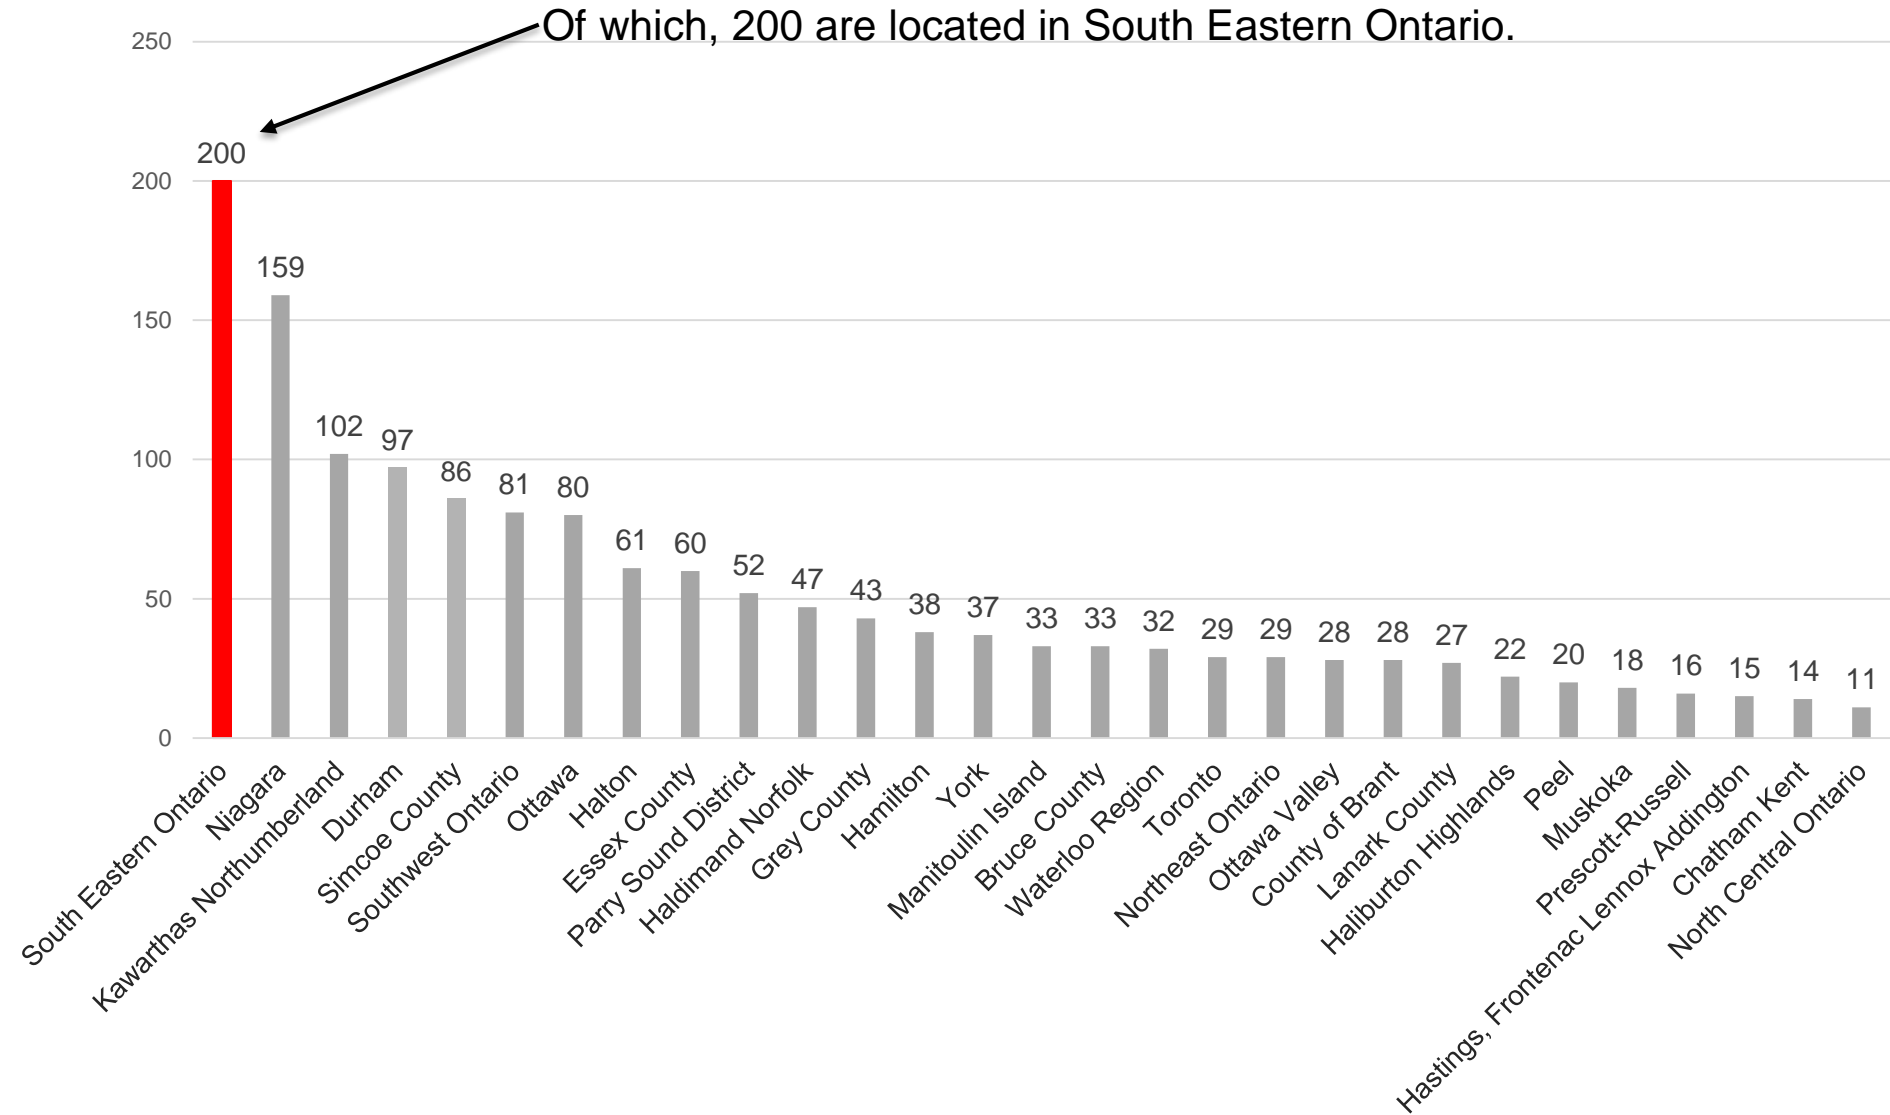 Of which, 200 are located in South Eastern Ontario.
250
200
150
100
50
0
200
159
102
97
86
81
80
61
60
52
47
43
38
37
33
33
32
29
29
28
28
27
22
20
18
16
15
14
11
South Eastern Ontario
Niagara
Kawarthas Northumberland
Durham
Simcoe County
Southwest Ontario
Ottawa
Halton
Essex County
Parry Sound District
Haldimand Norfolk
Grey County
Hamilton
York
Manitoulin Island
Bruce County
Waterloo Region
Toronto
Northeast Ontario
Ottawa Valley
County of Brant
Lanark County
Haliburton Highlands
Peel
Muskoka
Prescott-Russell
Hastings, Frontenac Lennox Addington
Chatham Kent
North Central Ontario